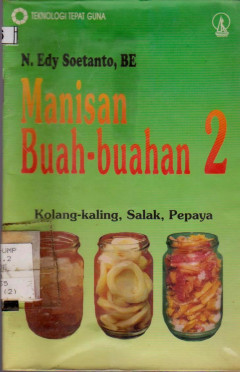 TEKNOLOGI TEPAT GUNA
N. Edy Soetanto, BE
Manisan
Buah-buahan 2
Kolang-kaling, Salak, Pepaya